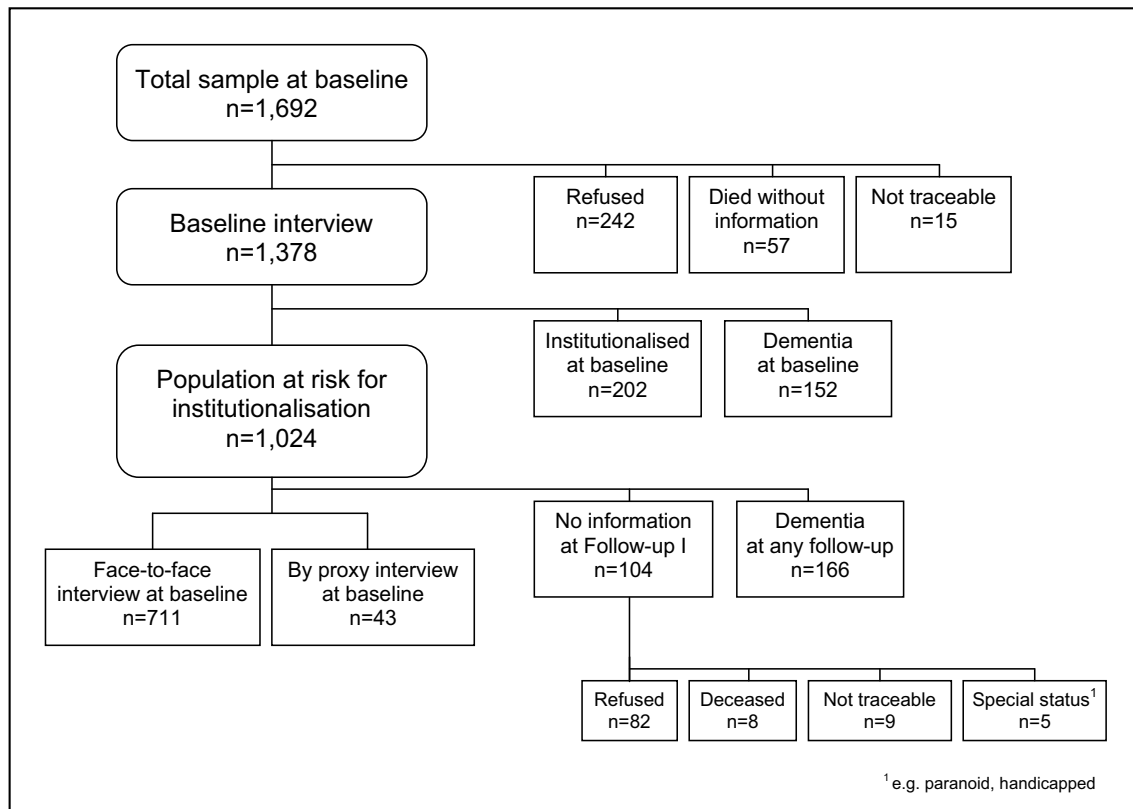 Total sample at baseline
n=1,692
Refused
n=242
Died without
information
n=57
Not traceable
n=15
Baseline interview
n=1,378
Institutionalised
at baseline
n=202
Dementia
at baseline
n=152
Population at risk for
institutionalisation
n=1,024
Face-to-face
interview at baseline
n=711
By proxy interview
at baseline
n=43
No information
at Follow-up I
n=104
Dementia
at any follow-up
n=166
Refused
n=82
Deceased
n=8
Not traceable
n=9
Special status¹
n=5
¹ e.g. paranoid, handicapped